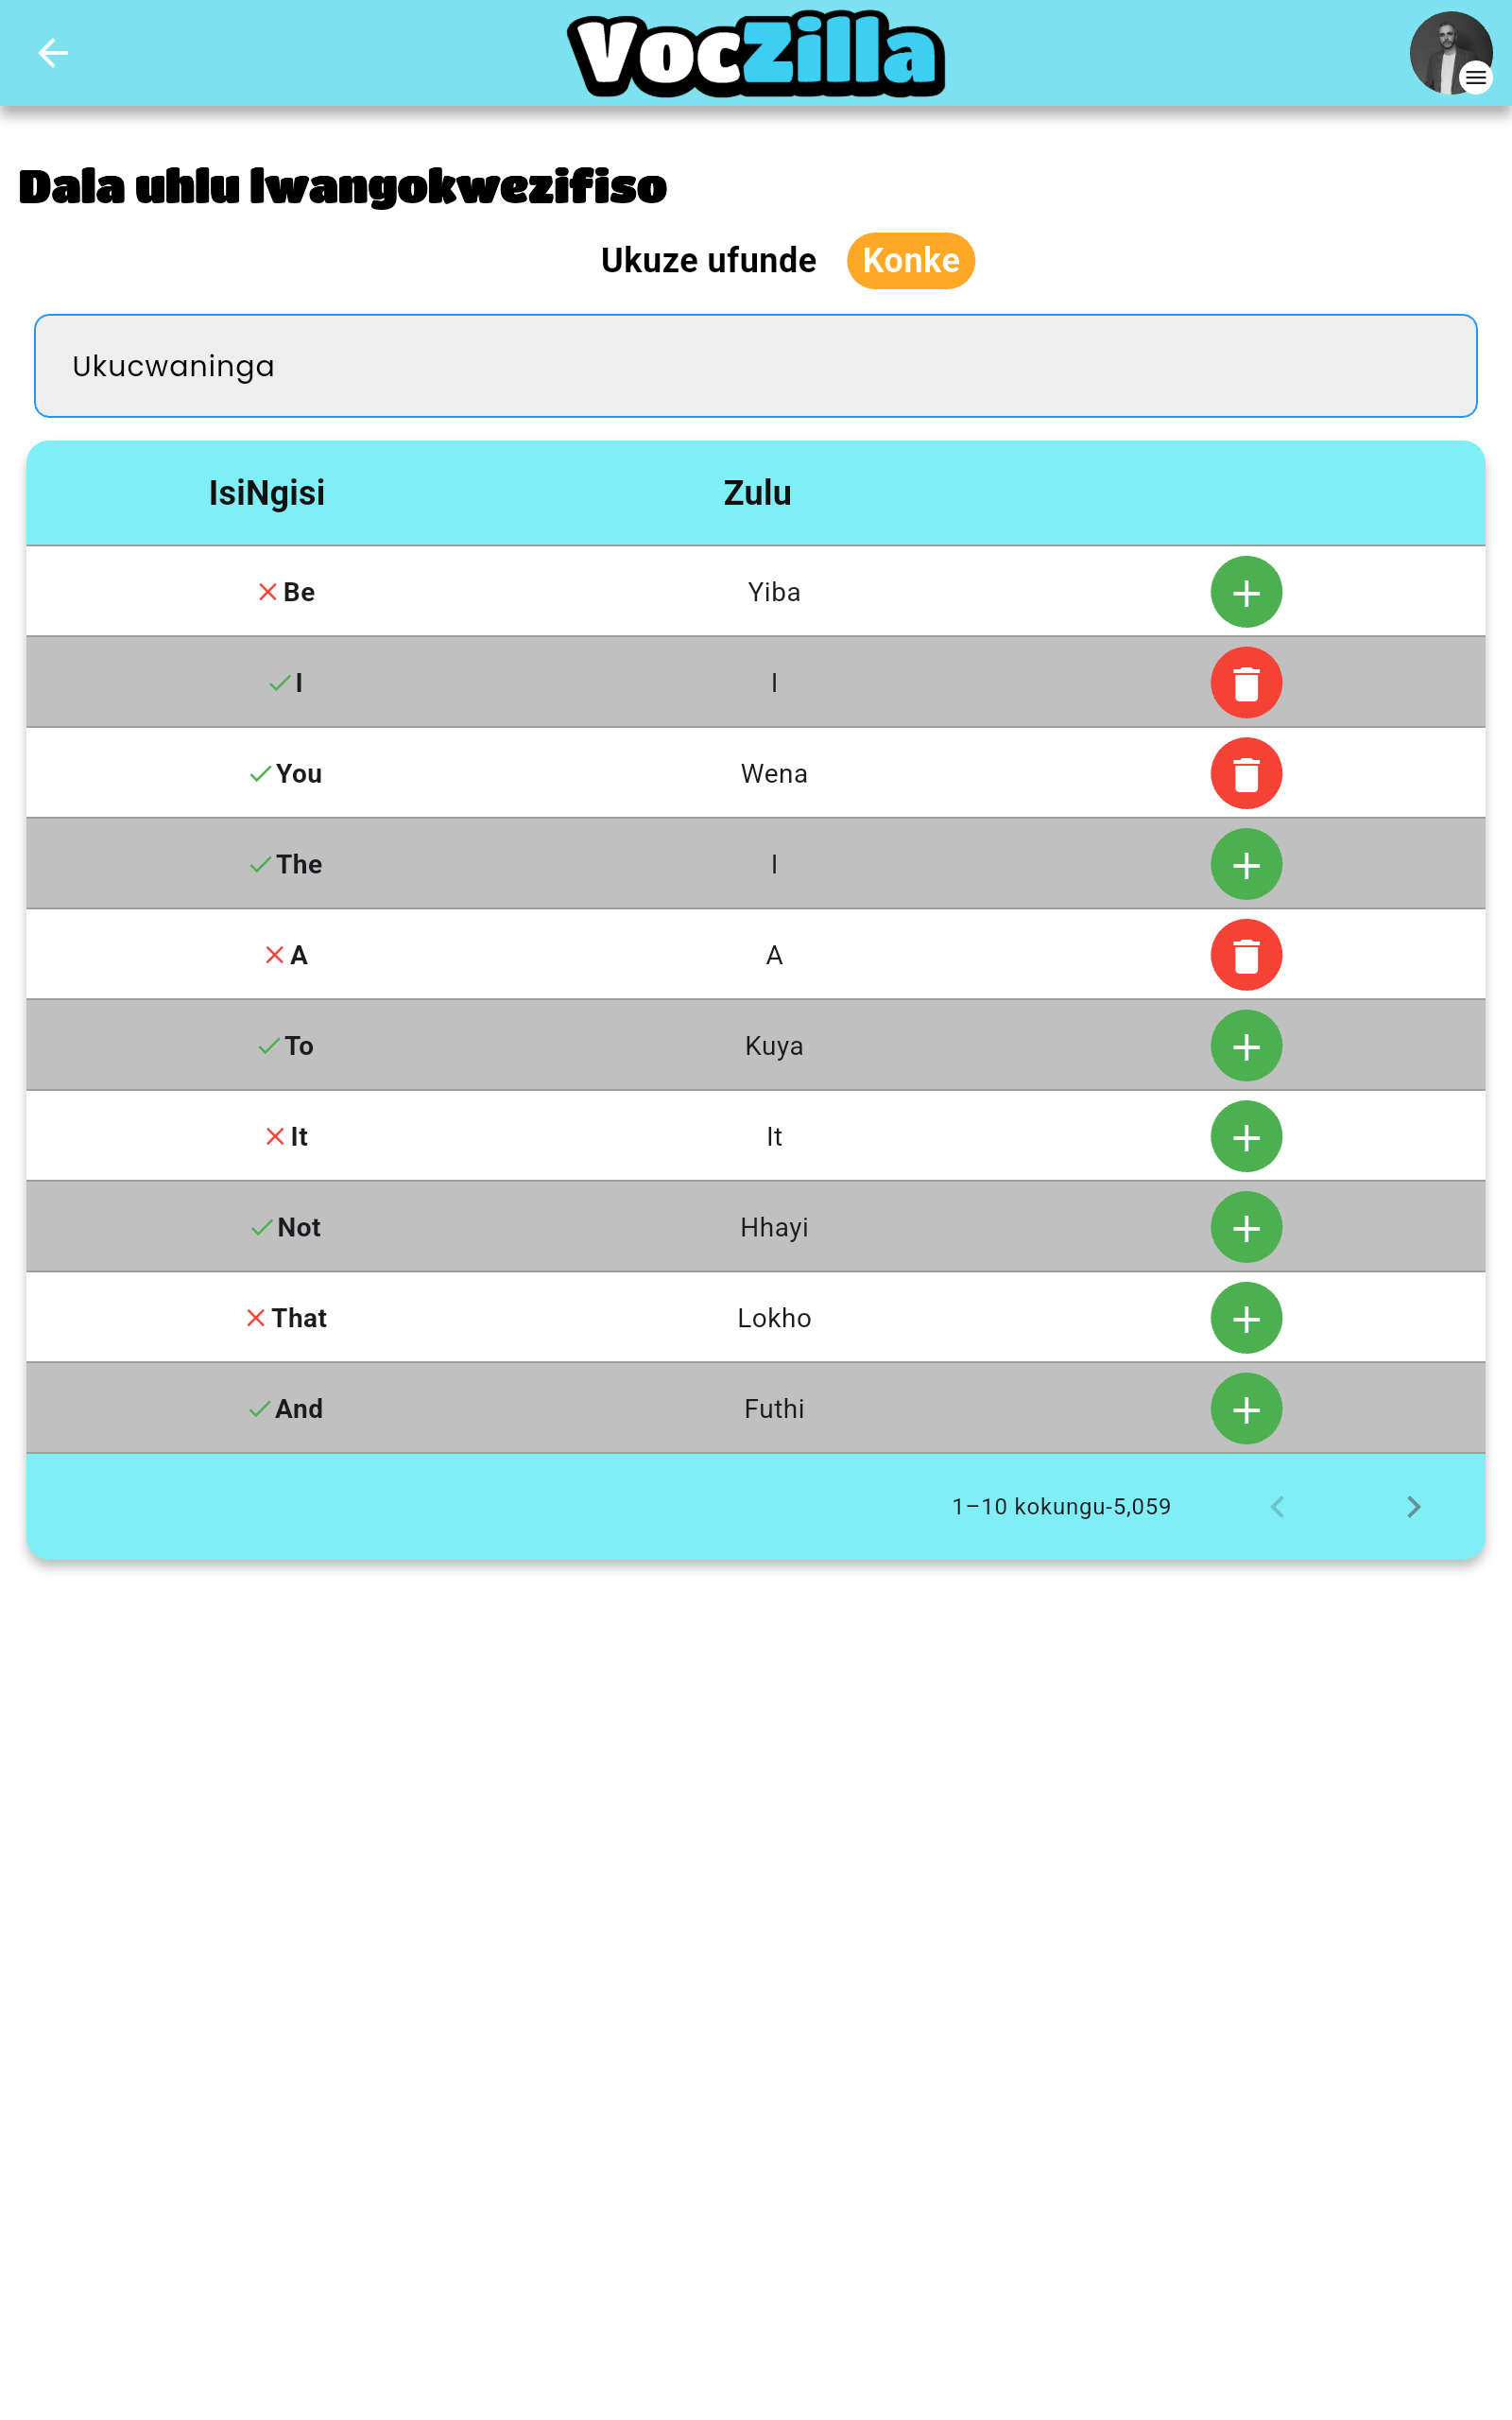 VocZilla
Dala uhlu lwangokwezifiso
Ukuze ufunde Konke
Ukucwaninga
IsiNgisi Zulu
Be Yiba
I I
You Wena
The I
A A
To Kuya
It It
Not Hhayi
That Lokho
And Futhi
1–10 kokungu-5,059